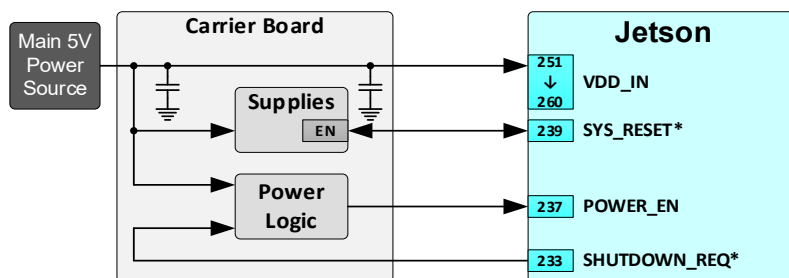 Carrier Board
Jetson
Main 5V
Power
Source
251
↓
260
VDD_IN
Supplies
EN
239
SYS_RESET*
Power
Logic
237
POWER_EN
233
SHUTDOWN_REQ*